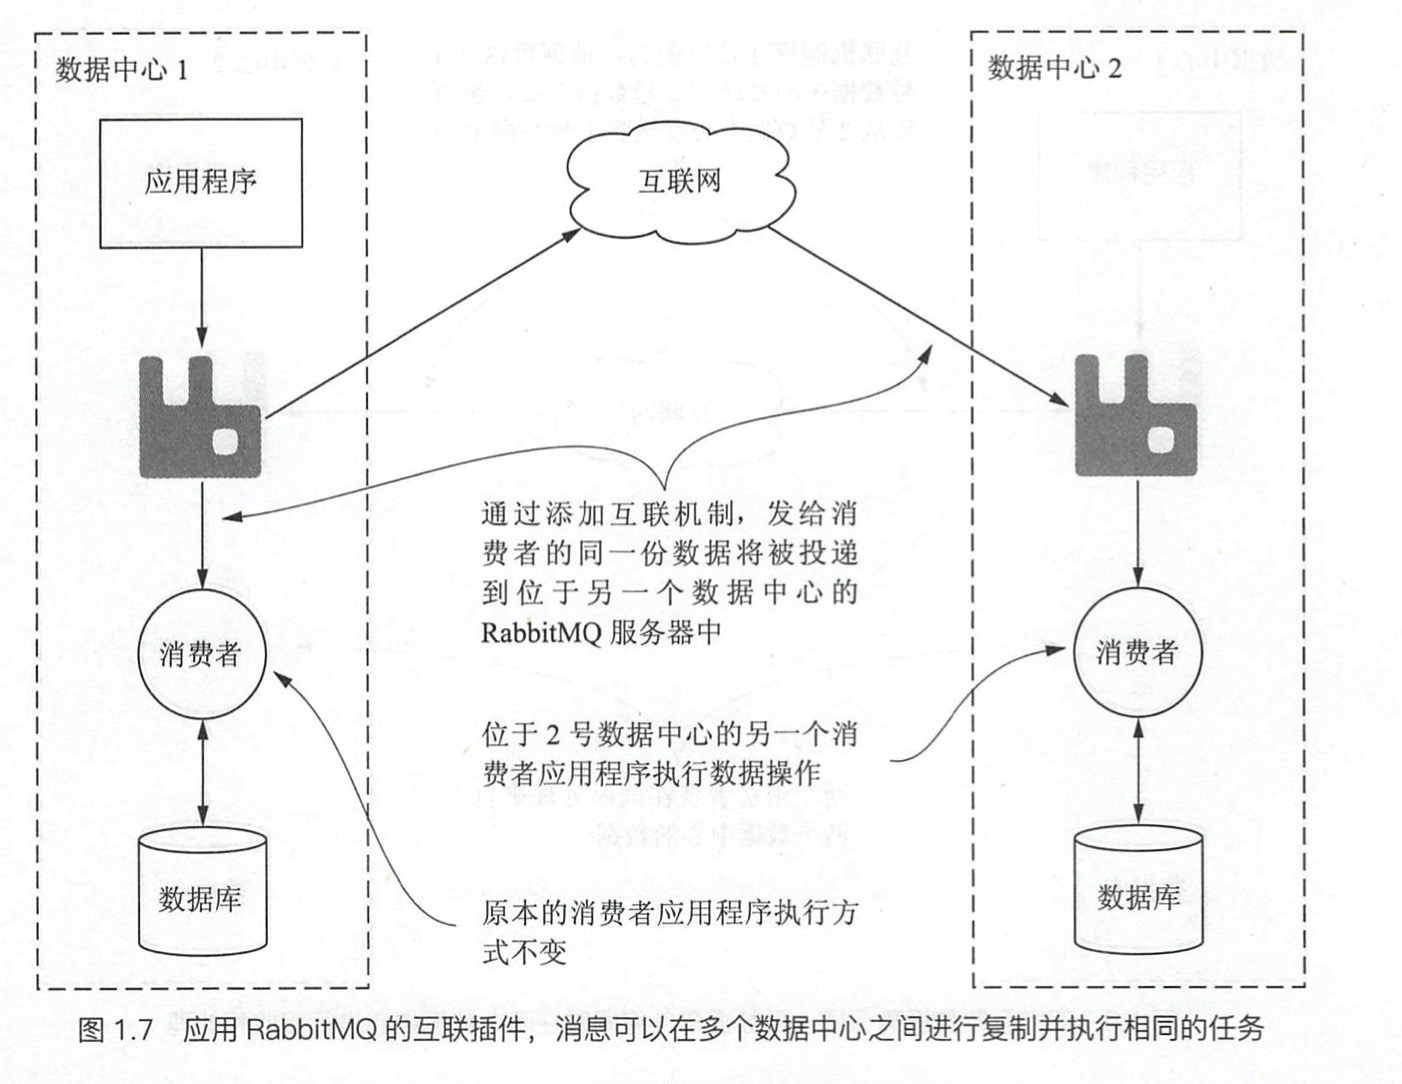 数据中心 1
数据中心 2
应用程序
互联网
通过添加互联机制，发给消
费者的同一份数据将被投递
到位于另一个数据中心的
RabbitMQ 服务器中
消费者
消费者
位于 2 号数据中心的另一个消
费者应用程序执行数据操作
数据库
数据库
原本的消费者应用程序执行方
式不变
图 1.7 应用 RabbitMQ 的互联插件，消息可以在多个数据中心之间进行复制并执行相同的任务